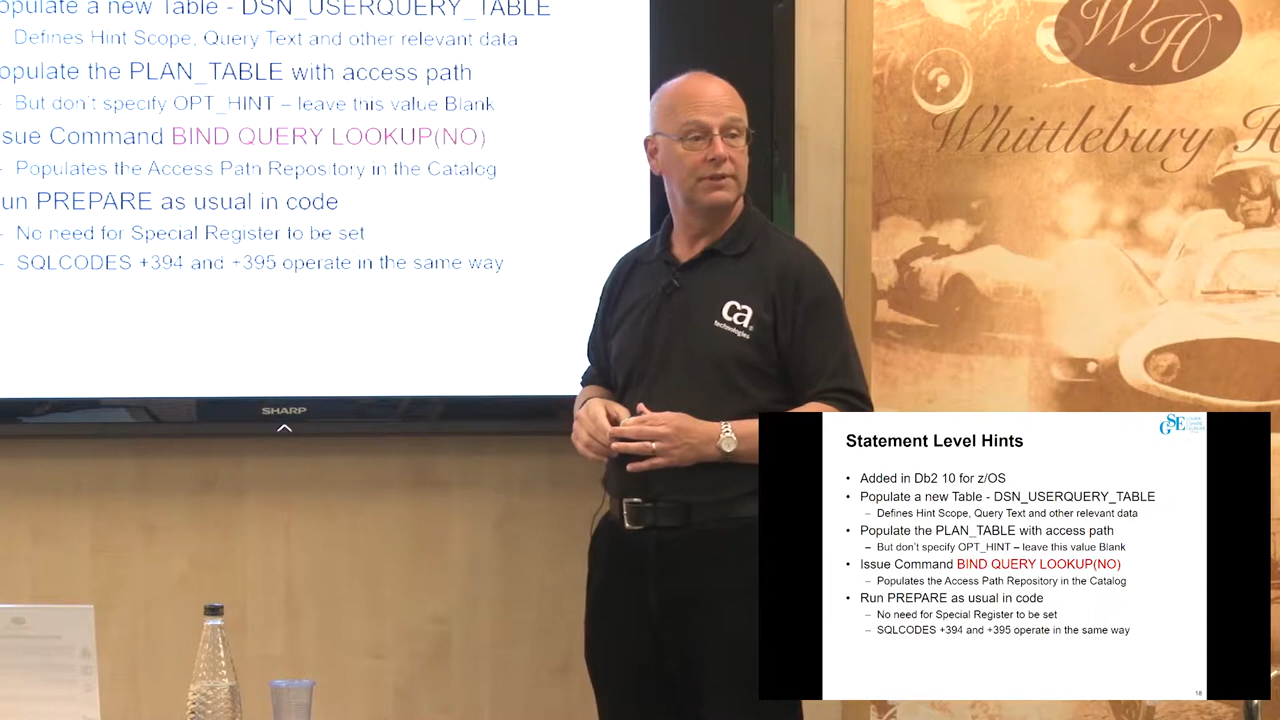 opulate a new Table - DSN_USERQUERY_TABLE
Defines Hint Scope, Query Text and other relevant data
opulate the PLAN_TABLE with access path
- But don't specify OPT_HINT – leave this value Blank
ssue Command BIND QUERY LOOKUP(NO)
- Populates the Access Path Repository in the Catalog
un PREPARE as usual in code
- No need for Special Register to be set
- SQLCODES +394 and +395 operate in the same way
SHARP
WH
Whittlebury H
ca
technologies
GSE
Statement Level Hints
• Added in Db2 10 for z/OS
• Populate a new Table - DSN_USERQUERY_TABLE
– Defines Hint Scope, Query Text and other relevant data
• Populate the PLAN_TABLE with access path
– But don't specify OPT_HINT – leave this value Blank
• Issue Command BIND QUERY LOOKUP(NO)
– Populates the Access Path Repository in the Catalog
• Run PREPARE as usual in code
– No need for Special Register to be set
– SQLCODES +394 and +395 operate in the same way
18